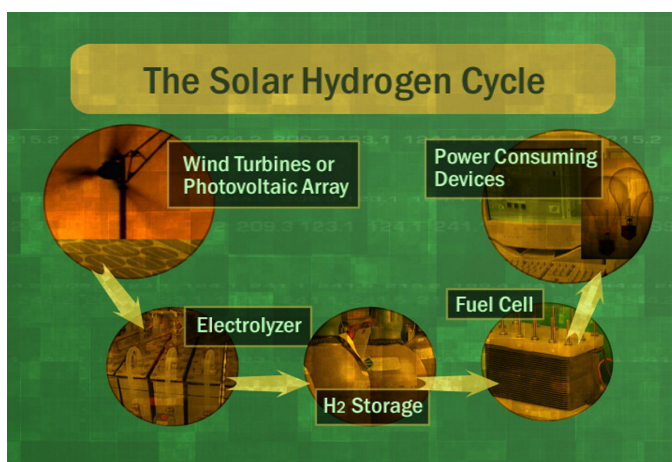 The Solar Hydrogen Cycle
Wind Turbines or
Photovoltaic Array
Power Consuming
Devices
Electrolyzer
Fuel Cell
H2 Storage